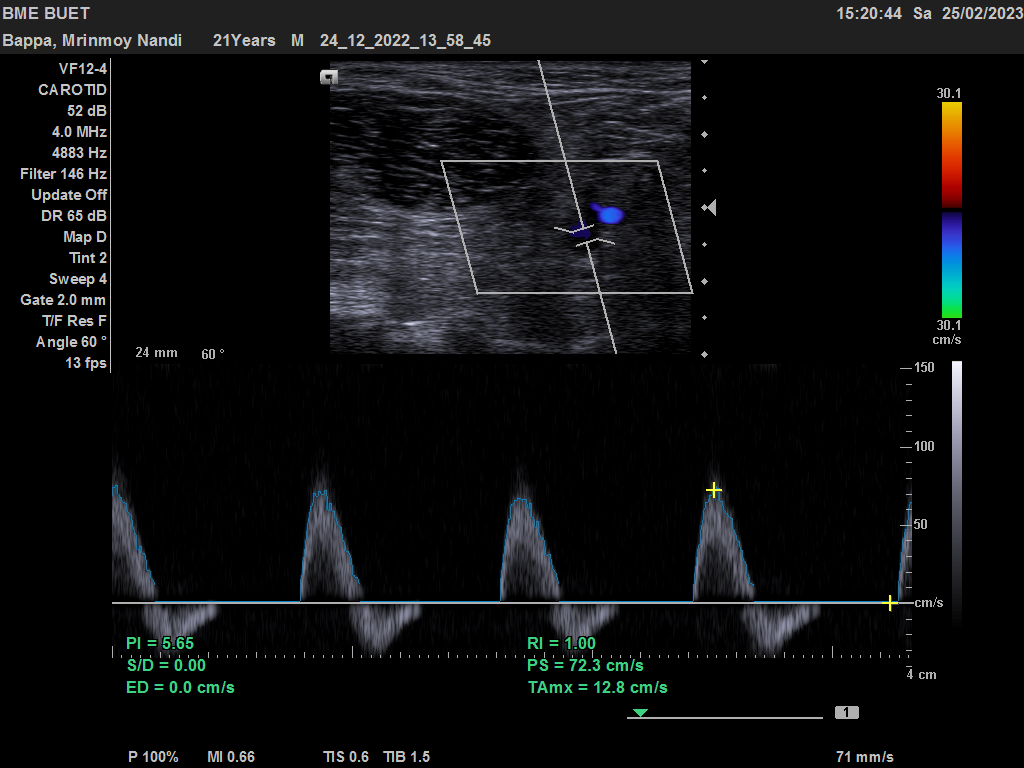 BME BUET 15:20:44 Sa 25/02/2023
Bappa, Mrinmoy Nandi 21Years M 24_12_2022_13_58_45
VF12-4
CAROTID
52 dB
4.0 MHz
4883 Hz
Filter 146 Hz
Update Off
DR 65 dB
Map D
Tint 2
Sweep 4
Gate 2.0 mm
T/F Res F
Angle 60 °
13 fps
24 mm 60 °
30.1
30.1
cm/s
150
100
50
cm/s
4 cm
PI = 5.65
S/D = 0.00
ED = 0.0 cm/s
RI = 1.00
PS = 72.3 cm/s
TAmx = 12.8 cm/s
1
P 100% MI 0.66 TIS 0.6 TIB 1.5 71 mm/s